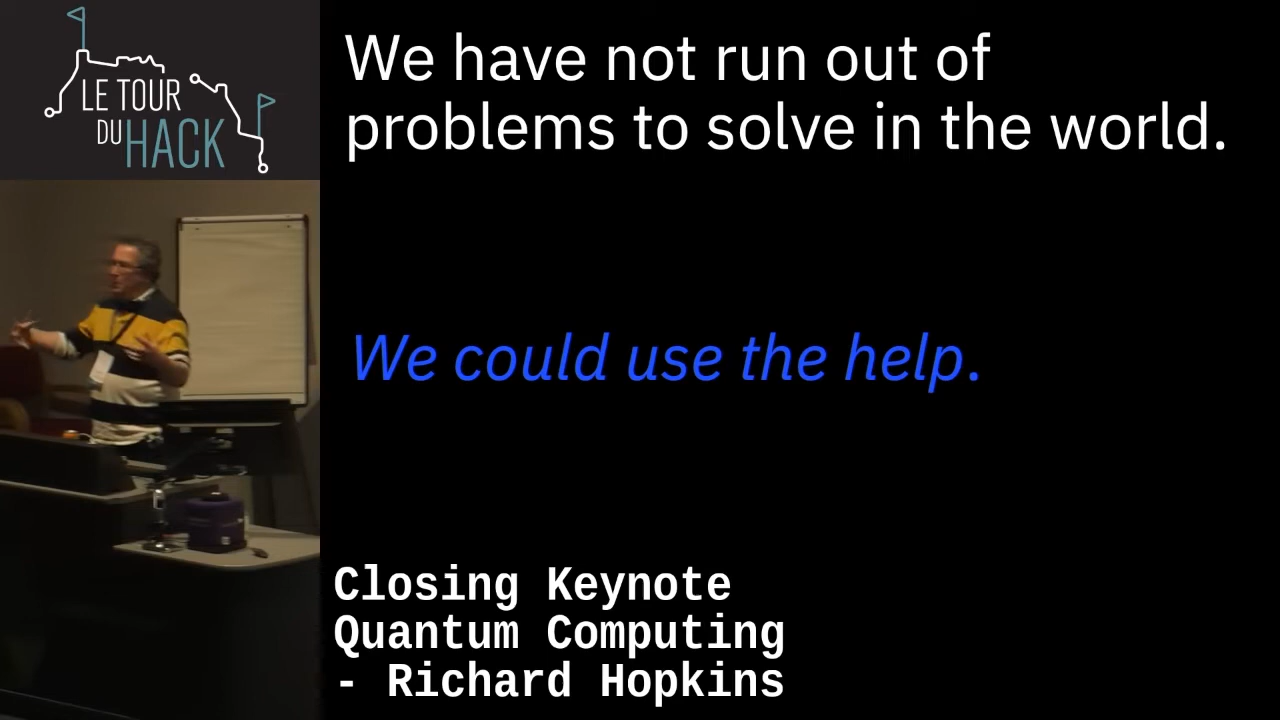 LE TOUR
DU HACK
We have not run out of
problems to solve in the world.
We could use the help.
Closing Keynote
Quantum Computing
- Richard Hopkins